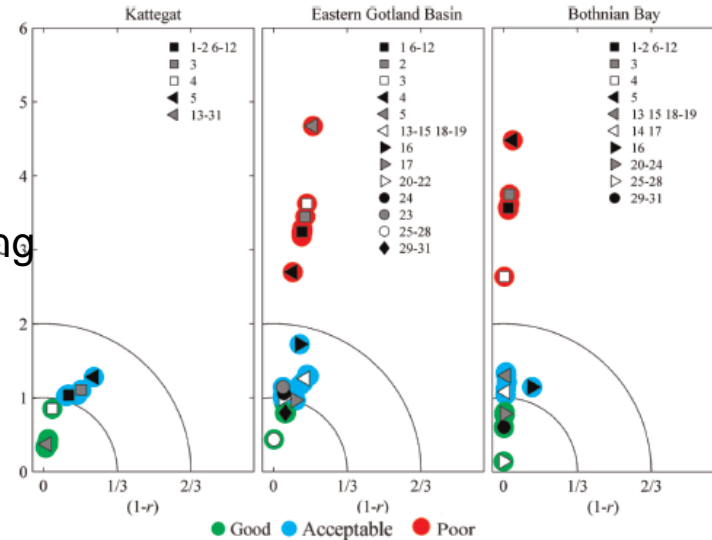 Kattegat
Eastern Gotland Basin
Bothnian Bay
6
5
4
3
2
1
0
ng
1-2 6-12
3
4
5
13-31
1 6-12
2
3
4
5
13-15 18-19
16
17
20-22
24
23
25-28
29-31
1-2 6-12
3
4
5
13 15 18-19
14 17
16
20-24
25-28
29-31
0 1/3 2/3
(1-r)
0 1/3 2/3
(1-r)
0 1/3 2/3
(1-r)
Good Acceptable Poor